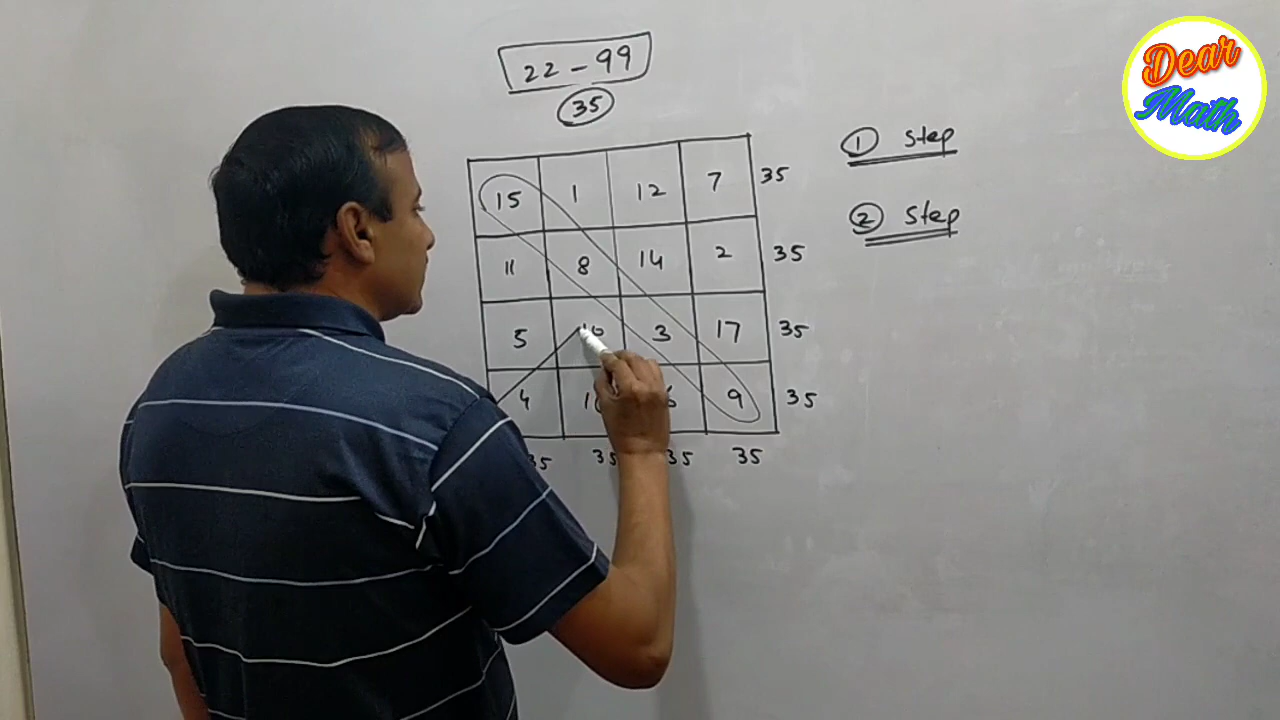 Dear
Math
22 - 99
35
① Step
② Step
15 1 12 7 35
11 8 14 2 35
5 10 3 17 35
4 9 35
35 35 35 35